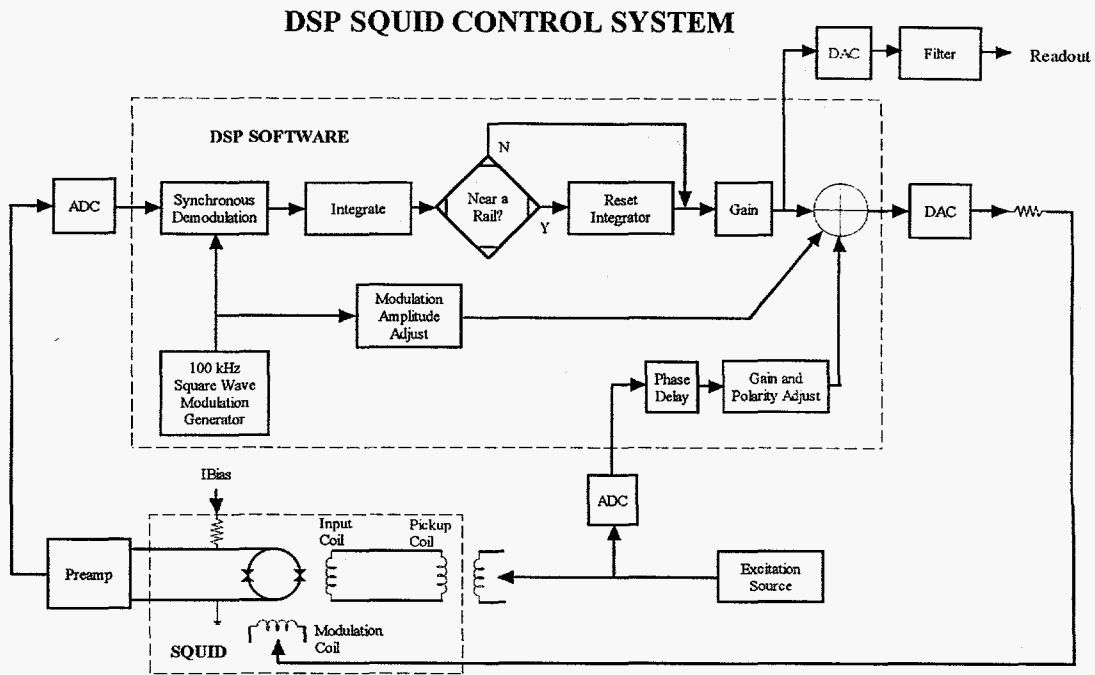 DSP SQUID CONTROL SYSTEM
DAC
Filter
Readout
DSP SOFTWARE
N
ADC
Synchronous
Demodulation
Integrate
Near a
Rail?
Y
Reset
Integrator
Gain
DAC
Modulation
Amplitude
Adjust
100 kHz
Square Wave
Modulation
Generator
Phase
Delay
Gain and
Polarity Adjust
IBias
ADC
Input
Coil
Pickup
Coil
Preamp
Excitation
Source
Modulation
Coil
SQUID